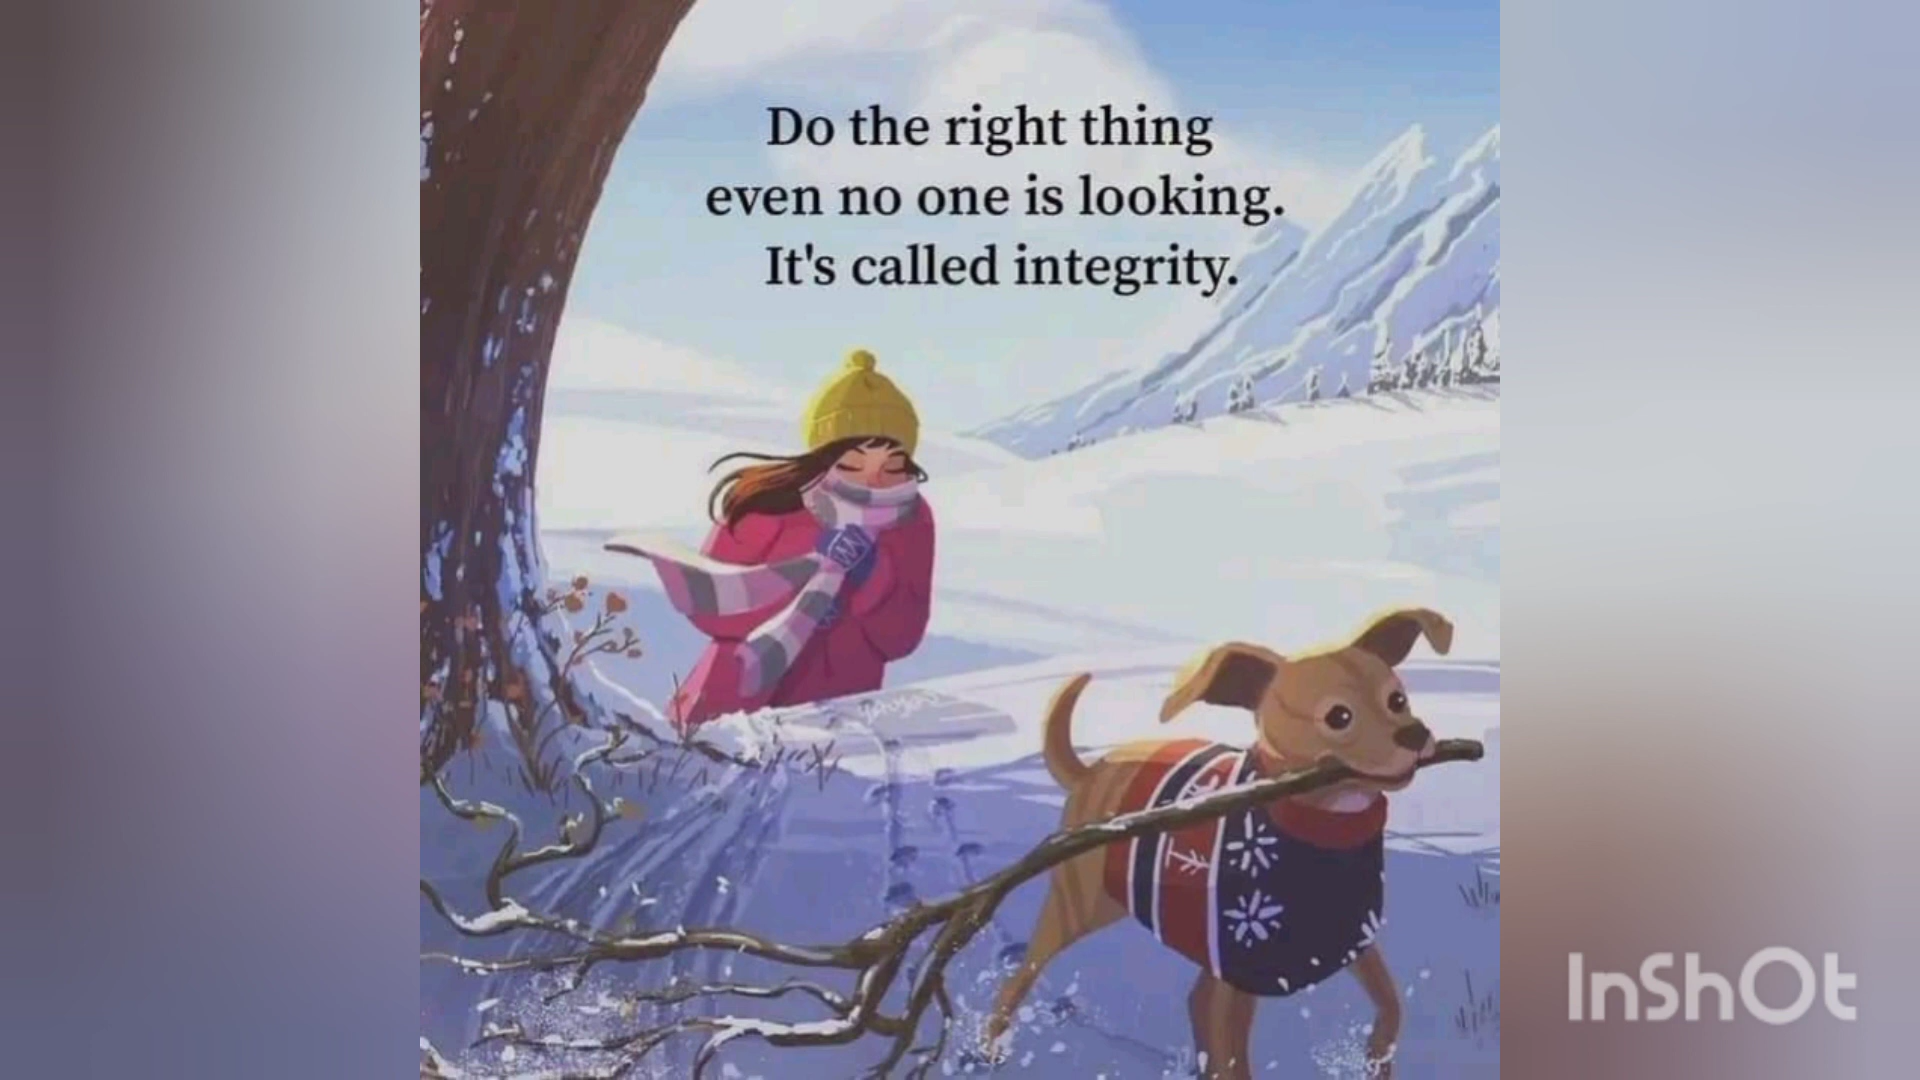 Do the right thing
even no one is looking.
It's called integrity.
InShOt